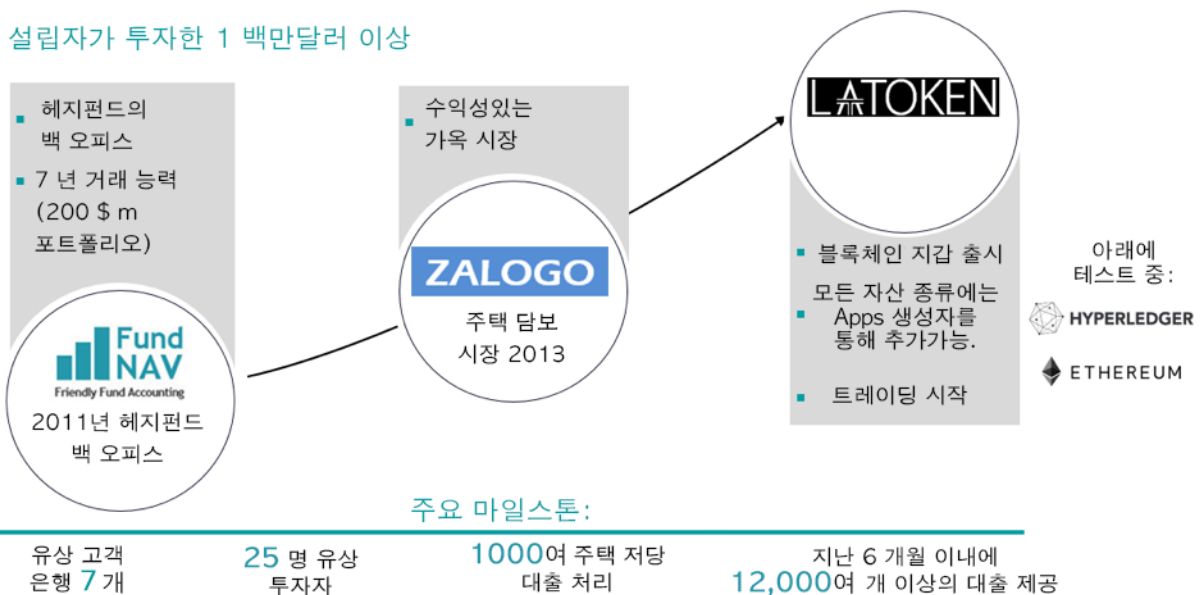 설립자가 투자한 1 백만달러 이상
헤지펀드의
백 오피스
7 년 거래 능력
(200 $ m
포트폴리오)
Fund
NAV
Friendly Fund Accounting
2011년 헤지펀드
백 오피스
수익성있는
가옥 시장
ZALOGO
주택 담보
시장 2013
LATOKEN
블록체인 지갑 출시
모든 자산 종류에는
Apps 생성자를
통해 추가가능.
트레이딩 시작
아래에
테스트 중:
HYPERLEDGER
ETHEREUM
주요 마일스톤:
유상 고객
은행 7 개
25 명 유상
투자자
1000여 주택 저당
대출 처리
지난 6 개월 이내에
12,000여 개 이상의 대출 제공